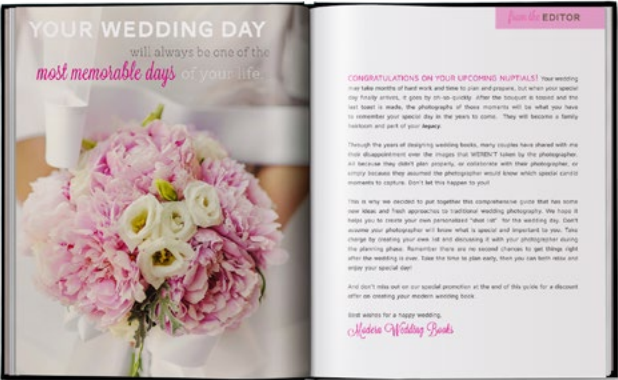 YOUR WEDDING DAY
will always be one of the
most memorable days of your life...
from the EDITOR
CONGRATULATIONS ON YOUR UPCOMING NUPTIALS! Your wedding
may take months of hard work and time to plan and prepare, but when your special
day finally arrives, it goes by oh-so-quickly. After the bouquet is tossed and the
last toast is made, the photographs of those moments will be what you have
to remember your special day in the years to come. They will become a family
heirloom and part of your legacy.
Through the years of designing wedding books, many couples have shared with me
their disappointment over the images that WEREN'T taken by the photographer.
All because they didn't plan properly, or collaborate with their photographer, or
simply because they assumed the photographer would know which special candid
moments to capture. Don't let this happen to you!
This is why we decided to put together this comprehensive guide that has some
new ideas and fresh approaches to traditional wedding photography. We hope it
helps you to create your own personalized "shot list" for the wedding day. Don't
assume your photographer will know what is special and important to you. Take
charge by creating your own list and discussing it with your photographer during
the planning phase. Remember there are no second chances to get things right
after the wedding is over. Take the time to plan early, then you can both relax and
enjoy your special day!
And don't miss out on our special promotion at the end of this guide for a discount
offer on creating your modern wedding book.
Best wishes for a happy wedding,
Modern Wedding Books